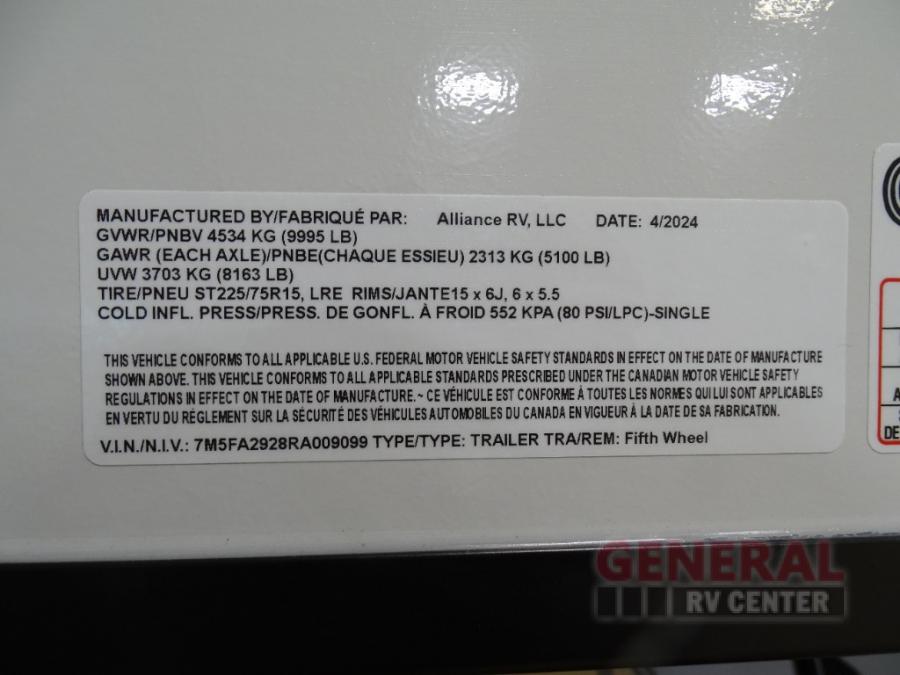 MANUFACTURED BY/FABRIQUÉ PAR: Alliance RV, LLC DATE: 4/2024
GVWR/PNBV 4534 KG (9995 LB)
GAWR (EACH AXLE)/PNBE(CHAQUE ESSIEU) 2313 KG (5100 LB)
UVW 3703 KG (8163 LB)
TIRE/PNEU ST225/75R15, LRE RIMS/JANTE15 x 6J, 6 x 5.5
COLD INFL. PRESS/PRESS. DE GONFL. À FROID 552 KPA (80 PSI/LPC)-SINGLE
THIS VEHICLE CONFORMS TO ALL APPLICABLE U.S. FEDERAL MOTOR VEHICLE SAFETY STANDARDS IN EFFECT ON THE DATE OF MANUFACTURE
SHOWN ABOVE. THIS VEHICLE CONFORMS TO ALL APPLICABLE STANDARDS PRESCRIBED UNDER THE CANADIAN MOTOR VEHICLE SAFETY
REGULATIONS IN EFFECT ON THE DATE OF MANUFACTURE.~ CE VÉHICULE EST CONFORME À TOUTES LES NORMES QUI LUI SONT APPLICABLES
EN VERTU DU RÉGLEMENT SUR LA SÉCURITÉ DES VÉHICULES AUTOMOBILES DU CANADA EN VIGUEUR À LA DATE DE SA FABRICATION.
V.I.N./N.I.V.: 7M5FA2928RA009099 TYPE/TYPE: TRAILER TRA/REM: Fifth Wheel
A
DE
GENERAL
RV CENTER